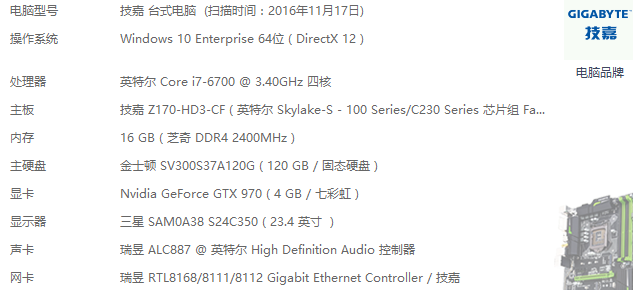 电脑型号 技嘉 台式电脑 (扫描时间：2016年11月17日)
操作系统 Windows 10 Enterprise 64位 ( DirectX 12 )
处理器 英特尔 Core i7-6700 @ 3.40GHz 四核
主板 技嘉 Z170-HD3-CF ( 英特尔 Skylake-S - 100 Series/C230 Series 芯片组 Fa...
内存 16 GB ( 芝奇 DDR4 2400MHz )
主硬盘 金士顿 SV300S37A120G ( 120 GB / 固态硬盘 )
显卡 Nvidia GeForce GTX 970 ( 4 GB / 七彩虹 )
显示器 三星 SAM0A38 S24C350 ( 23.4 英寸 )
声卡 瑞昱 ALC887 @ 英特尔 High Definition Audio 控制器
网卡 瑞昱 RTL8168/8111/8112 Gigabit Ethernet Controller / 技嘉
GIGABYTE™
技嘉
电脑品牌